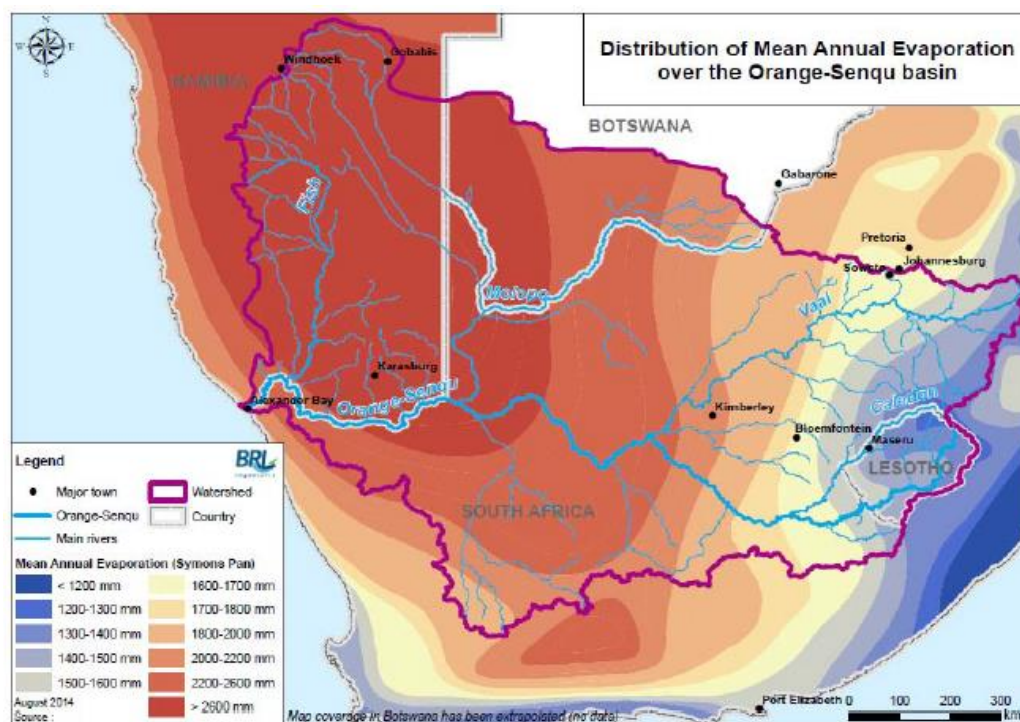 Distribution of Mean Annual Evaporation
over the Orange-Senqu basin
N
W
E
S
Windhoek
Gobabis
NAMIBIA
BOTSWANA
Gabarone
Fish
Pretoria
Johannesburg
Soweto
Molopo
Vaal
Karasburg
Orange-Senqu
Alexander Bay
Kimberley
Caledon
Bloemfontein
Maseru
LESOTHO
SOUTH AFRICA
Port Elizabeth
Legend
BRL
Major town
Watershed
Orange-Senqu
Country
Main rivers
Mean Annual Evaporation (Symons Pan)
< 1200 mm
1600-1700 mm
1200-1300 mm
1700-1800 mm
1300-1400 mm
1800-2000 mm
1400-1500 mm
2000-2200 mm
1500-1600 mm
2200-2600 mm
> 2600 mm
August 2014
Source :
Map coverage in Botswana has been extrapolated (no data)
0 100 200 300
km